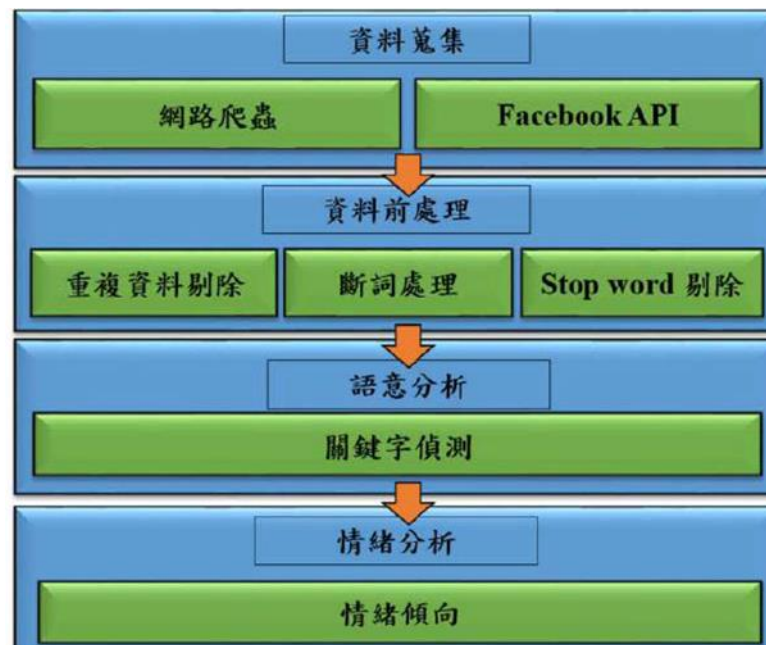 資料蒐集
網路爬蟲
Facebook API
資料前處理
重複資料剔除
斷詞處理
Stop word 剔除
語意分析
關鍵字偵測
情緒分析
情緒傾向